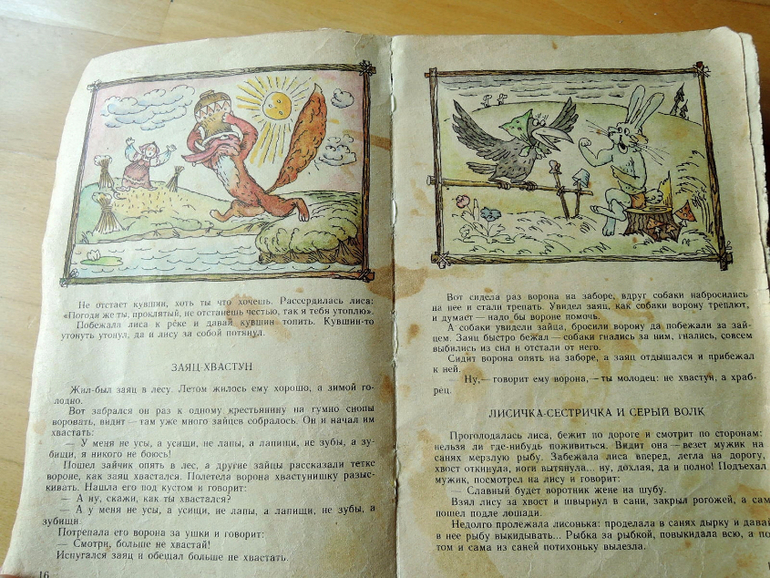 Не отстает кувшин, хоть ты что хочешь. Рассердилась лиса:
«Погоди же ты, проклятый, не отстанешь честью, так я тебя утоплю».
Побежала лиса к реке и давай кувшин топить. Кувшин-то
утонуть утонул, да и лису за собой потянул.
ЗАЯЦ ХВАСТУН
Жил-был заяц в лесу. Летом жилось ему хорошо, а зимой го-
лодно.
Вот забрался он раз к одному крестьянину на гумно снопы
воровать, видит — там уже много зайцев собралось. Он и начал им
хвастать:
— У меня не усы, а усищи, не лапы, а лапищи, не зубы, а зу-
бищи, я никого не боюсь!
Пошел зайчик опять в лес, а другие зайцы рассказали тетке
вороне, как заяц хвастался. Полетела ворона хвастунишку разыс-
кивать. Нашла его под кустом и говорит:
— А ну, скажи, как ты хвастался?
— А у меня не усы, а усищи, не лапы, а лапищи, не зубы, а
зубищи.
Потрепала его ворона за ушки и говорит:
— Смотри, больше не хвастай!
Испугался заяц и обещал больше не хвастать.
16
Вот сидела раз ворона на заборе, вдруг собаки набросились
на нее и стали трепать. Увидел заяц, как собаки ворону треплют,
и думает — надо бы вороне помочь.
А собаки увидели зайца, бросили ворону да побежали за зай-
цем. Заяц быстро бежал — собаки гнались за ним, гнались, совсем
выбились из сил и отстали от него.
Сидит ворона опять на заборе, а заяц отдышался и прибежал
к ней.
— Ну, — говорит ему ворона, — ты молодец: не хвастун, а храб-
рец.
ЛИСИЧКА-СЕСТРИЧКА И СЕРЫЙ ВОЛК
Проголодалась лиса, бежит по дороге и смотрит по сторонам:
нельзя ли где-нибудь поживиться. Видит она — везет мужик на
санях мерзлую рыбу. Забежала лиса вперед, легла на дорогу,
хвост откинула, ноги вытянула... ну, дохлая, да и полно! Подъехал
мужик, посмотрел на лису и говорит:
Славный будет воротник жене на шубу.
Взял лису за хвост и швырнул в сани, закрыл рогожей, а сам
пошел подле лошади.
Недолго пролежала лисонька: проделала в санях дырку и давай
в нее рыбу выкидывать... Рыбка за рыбкой, повыкидала всю, а по
том и сама из саней потихоньку вылезла.